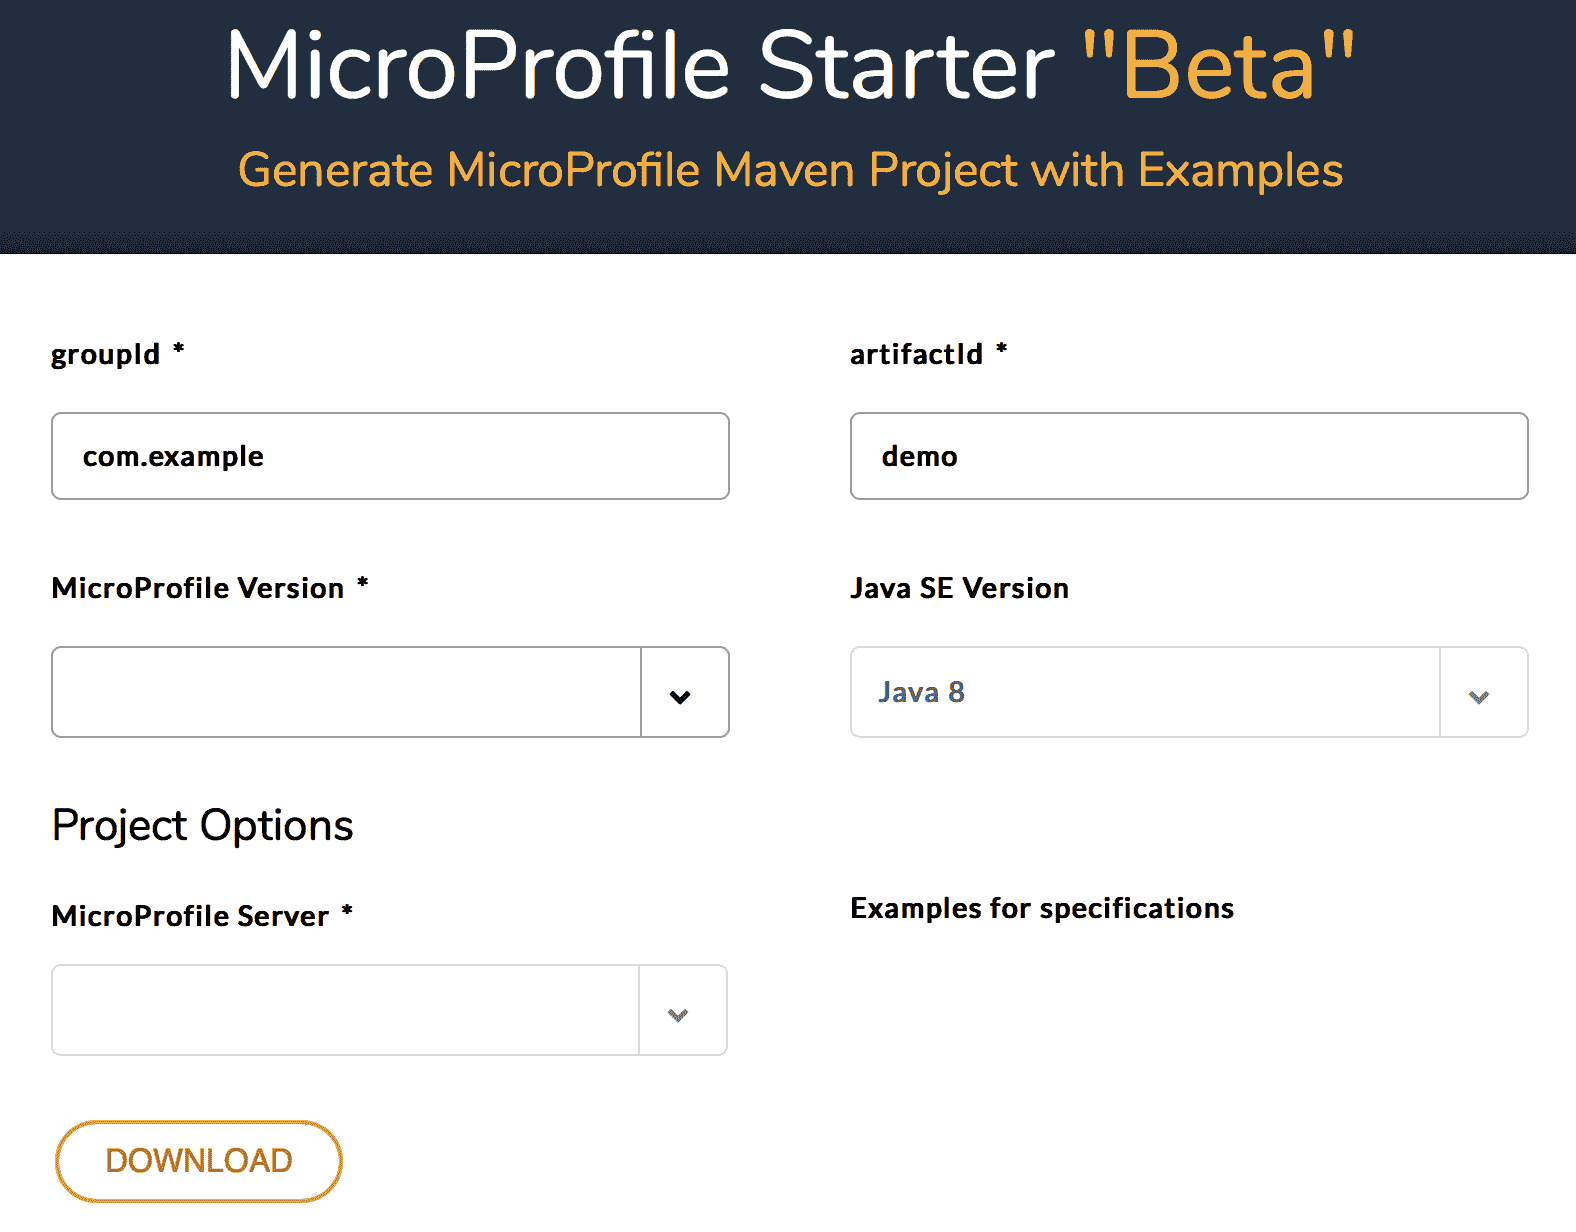 MicroProfile Starter "Beta"
Generate MicroProfile Maven Project with Examples
groupId *
artifactId *
com.example
demo
MicroProfile Version *
Java SE Version
Java 8
Project Options
MicroProfile Server *
Examples for specifications
DOWNLOAD